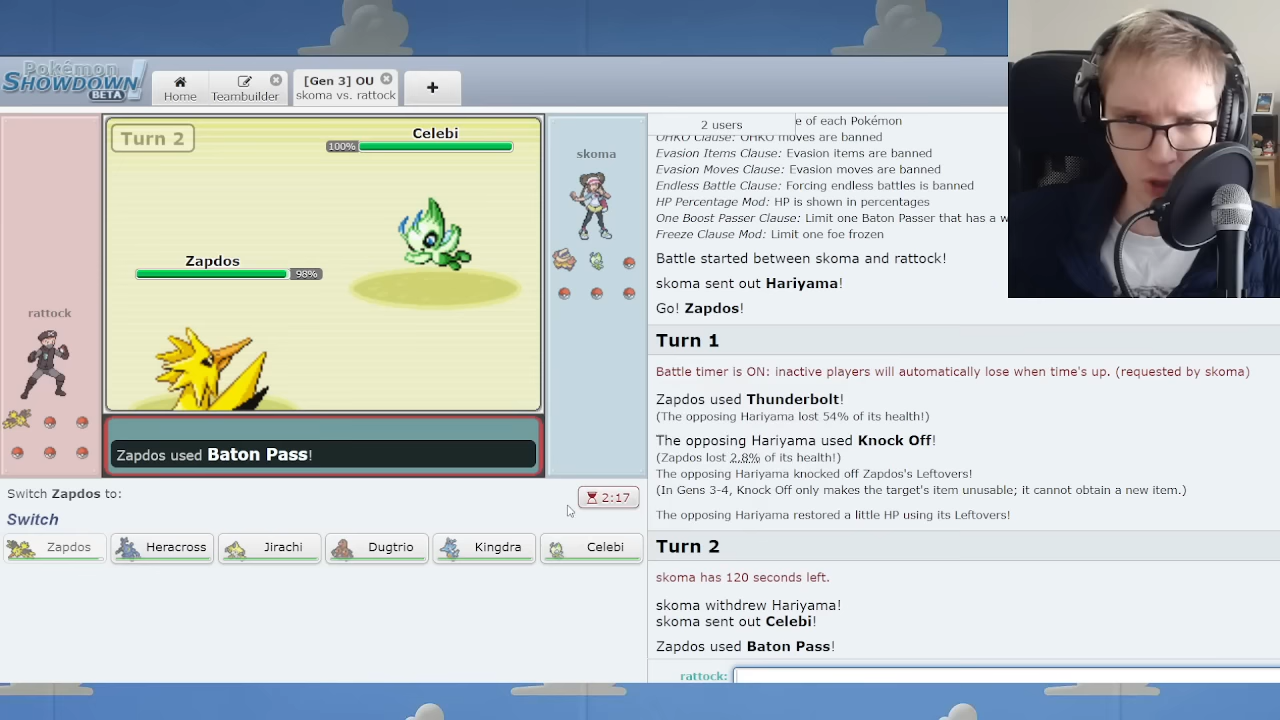 Pokémon
SHOWDOWN!
BETA
Home
Teambuilder
[Gen 3] OU
skoma vs. rattock
+
Turn 2
Celebi
100%
Zapdos
98%
rattock
skoma
Zapdos used Baton Pass!
Switch Zapdos to:
2:17
Switch
Zapdos
Heracross
Jirachi
Dugtrio
Kingdra
Celebi
2 users
e of each Pokémon
OHKO Clause: OHKO moves are banned
Evasion Items Clause: Evasion items are banned
Evasion Moves Clause: Evasion moves are banned
Endless Battle Clause: Forcing endless battles is banned
HP Percentage Mod: HP is shown in percentages
One Boost Passer Clause: Limit one Baton Passer that has a w
Freeze Clause Mod: Limit one foe frozen
Battle started between skoma and rattock!
skoma sent out Hariyama!
Go! Zapdos!
Turn 1
Battle timer is ON: inactive players will automatically lose when time's up. (requested by skoma)
Zapdos used Thunderbolt!
(The opposing Hariyama lost 54% of its health!)
The opposing Hariyama used Knock Off!
(Zapdos lost 2.8% of its health!)
The opposing Hariyama knocked off Zapdos's Leftovers!
(In Gens 3-4, Knock Off only makes the target's item unusable; it cannot obtain a new item.)
The opposing Hariyama restored a little HP using its Leftovers!
Turn 2
skoma has 120 seconds left.
skoma withdrew Hariyama!
skoma sent out Celebi!
Zapdos used Baton Pass!
rattock: